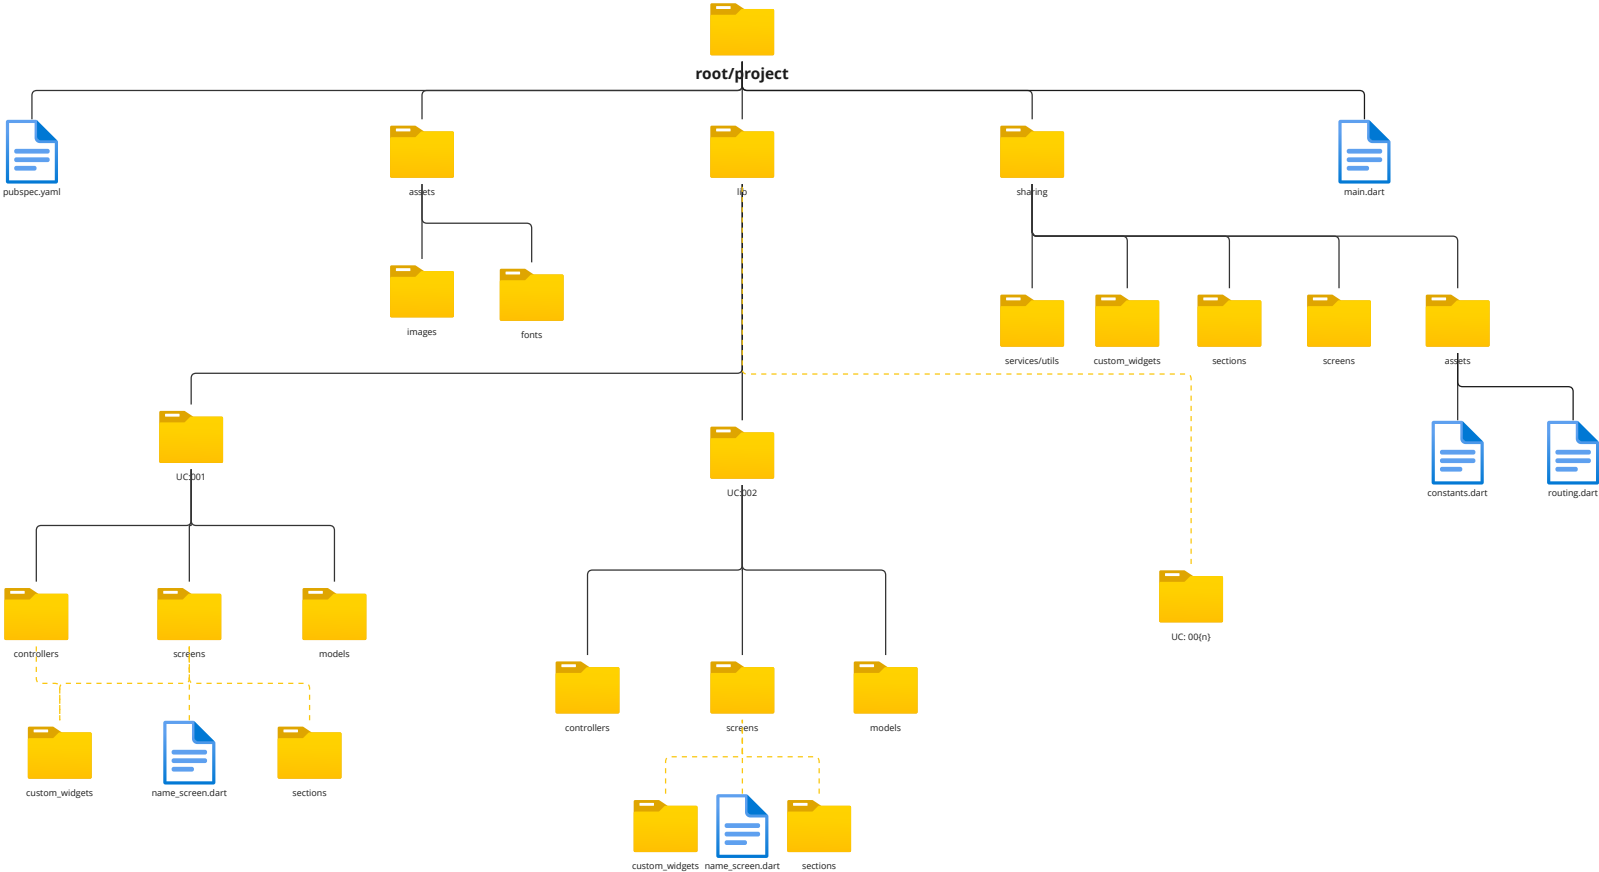 root/project
pubspec.yaml
assets
lib
sharing
main.dart
images
fonts
services/utils
custom_widgets
sections
screens
assets
UC:001
UC:002
constants.dart
routing.dart
UC: 00{n}
controllers
screens
models
controllers
screens
models
custom_widgets
name_screen.dart
sections
custom_widgets
name_screen.dart
sections